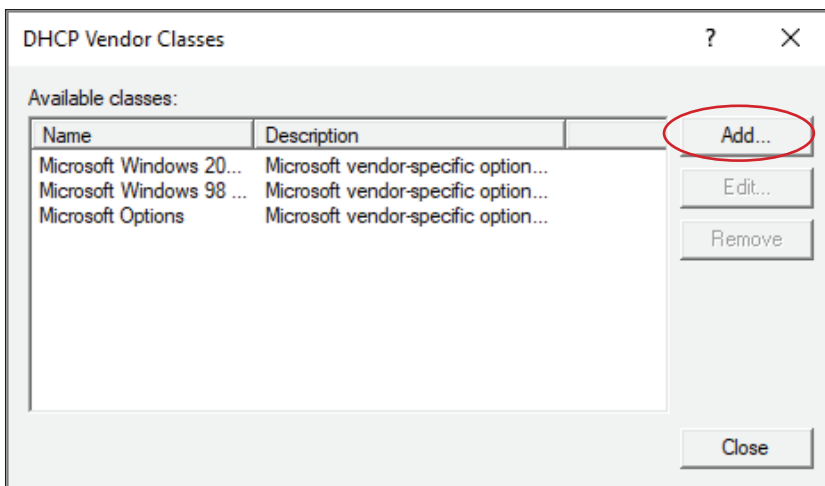 DHCP Vendor Classes ?
Available classes:
Name Description
Add...
Microsoft Windows 20... Microsoft vendor-specific option...
Microsoft Windows 98 ... Microsoft vendor-specific option...
Edit...
Microsoft Options Microsoft vendor-specific option...
Remove
Close